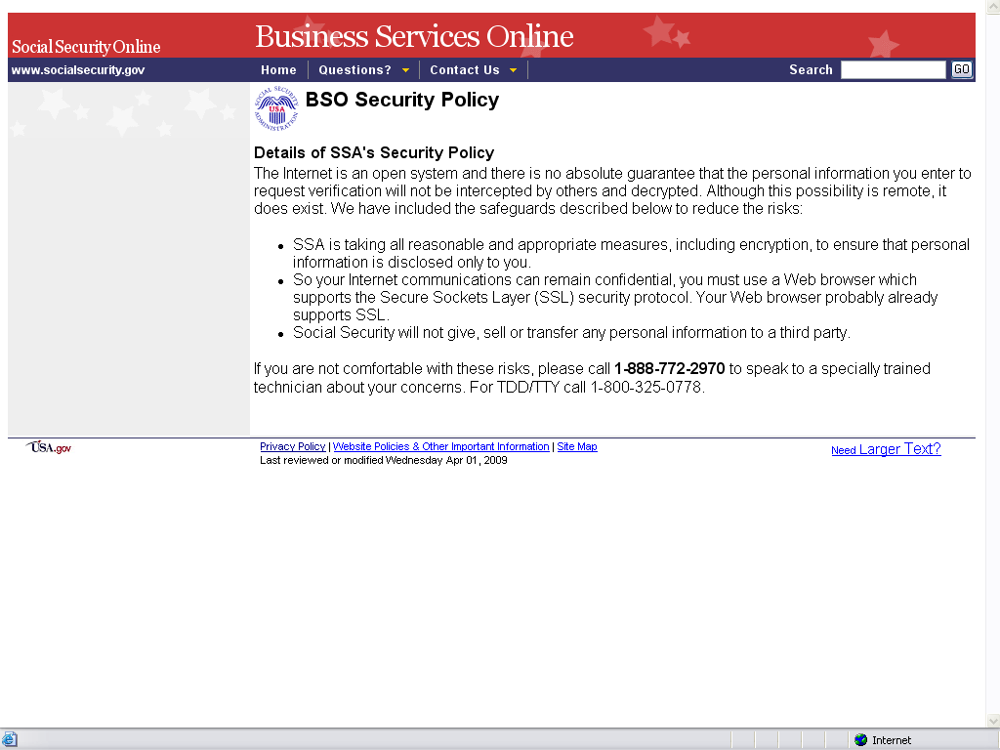 Social Security Online
Business Services Online
www.socialsecurity.gov
Home
Questions?
Contact Us
Search
GO
SOCIAL SECURITY ADMINISTRATION
USA
BSO Security Policy
Details of SSA's Security Policy
The Internet is an open system and there is no absolute guarantee that the personal information you enter to
request verification will not be intercepted by others and decrypted. Although this possibility is remote, it
does exist. We have included the safeguards described below to reduce the risks:
• SSA is taking all reasonable and appropriate measures, including encryption, to ensure that personal
information is disclosed only to you.
• So your Internet communications can remain confidential, you must use a Web browser which
supports the Secure Sockets Layer (SSL) security protocol. Your Web browser probably already
supports SSL.
• Social Security will not give, sell or transfer any personal information to a third party.
If you are not comfortable with these risks, please call 1-888-772-2970 to speak to a specially trained
technician about your concerns. For TDD/TTY call 1-800-325-0778.
USA.gov
Privacy Policy | Website Policies & Other Important Information | Site Map
Need Larger Text?
Last reviewed or modified Wednesday Apr 01, 2009
Internet